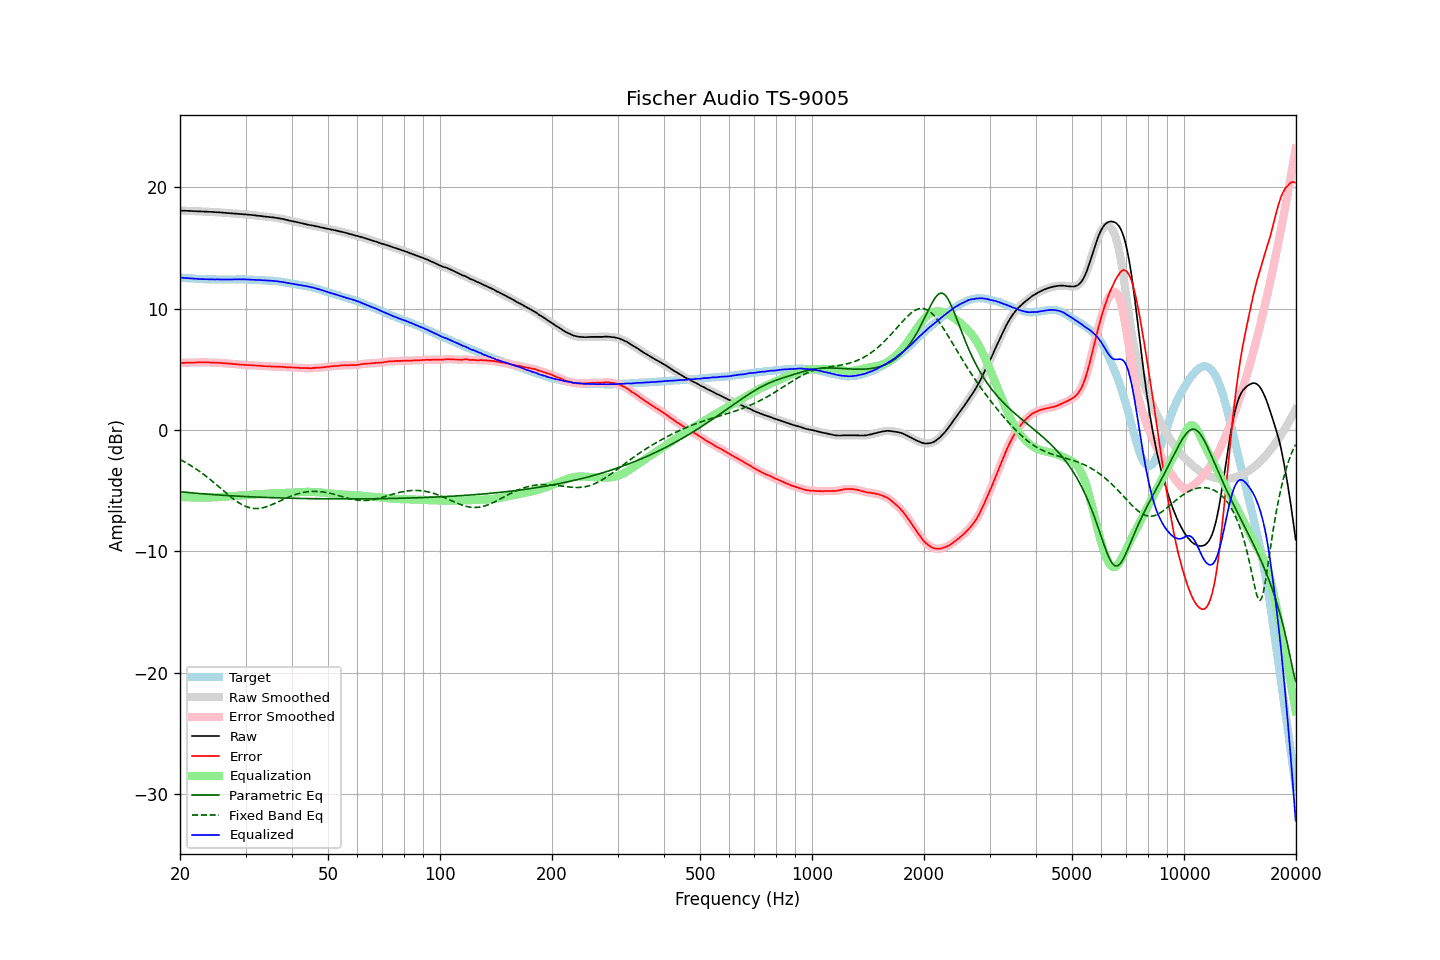 Fischer Audio TS-9005
Amplitude (dBr)
20
10
0
−10
−20
−30
Target
Raw Smoothed
Error Smoothed
Raw
Error
Equalization
Parametric Eq
Fixed Band Eq
Equalized
20 50 100 200 500 1000 2000 5000 10000 20000
Frequency (Hz)